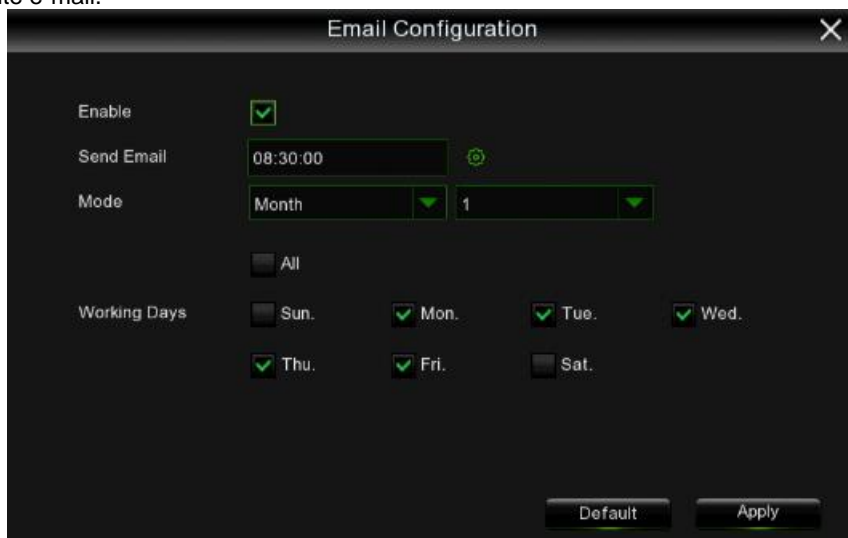 e-mail.
Email Configuration
Enable
Send Email 08:30:00
Mode Month 1
All
Working Days Sun. Mon. Tue. Wed.
Thu. Fri. Sat.
Default Apply